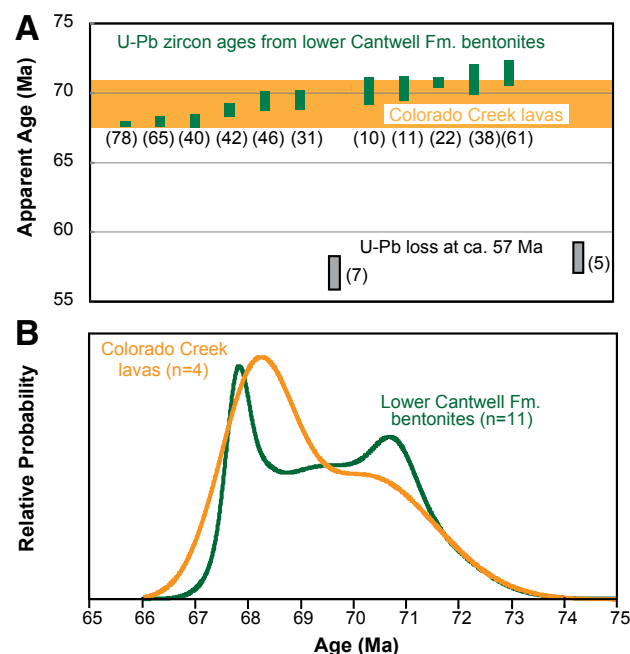 A
75
U-Pb zircon ages from lower Cantwell Fm. bentonites
70
Colorado Creek lavas
(78) (65) (40) (42) (46) (31) (10) (11) (22) (38) (61)
65
Apparent Age (Ma)
60
U-Pb loss at ca. 57 Ma
(7)
(5)
55
B
Colorado Creek
lavas (n=4)
Lower Cantwell Fm.
bentonites (n=11)
Relative Probability
65 66 67 68 69 70 71 72 73 74 75
Age (Ma)